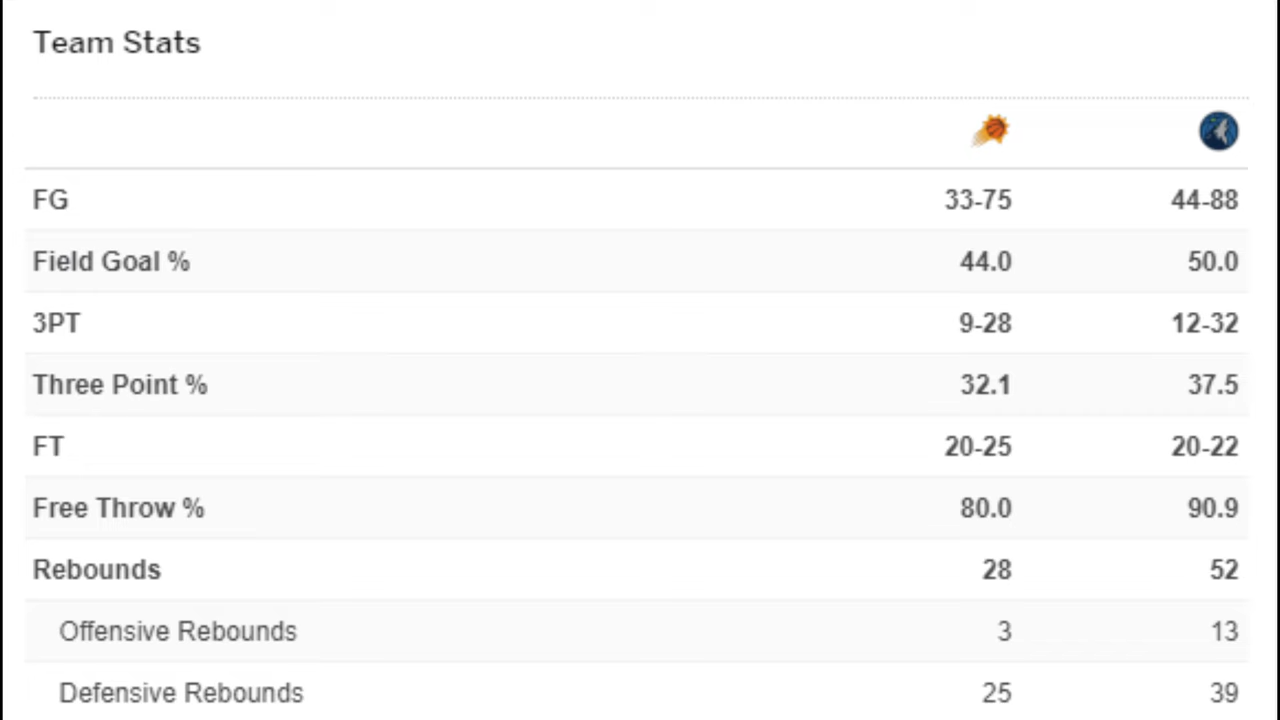 Team Stats
FG 33-75 44-88
Field Goal % 44.0 50.0
3PT 9-28 12-32
Three Point % 32.1 37.5
FT 20-25 20-22
Free Throw % 80.0 90.9
Rebounds 28 52
Offensive Rebounds 3 13
Defensive Rebounds 25 39